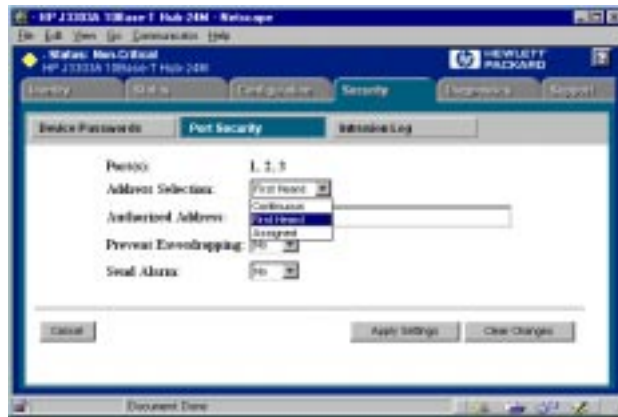 HP J3303A 10Base-T Hub-24M - Netscape
File Edit View Go Communicator Help
Status: Non-Critical
HP J3303A 10Base-T Hub-24M
HEWLETT
PACKARD
Identity Status Configuration Security Diagnostics Support
Device Passwords Port Security Intrusion Log
Port(s): 1, 2, 3
Address Selection: First Heard
Continuous
First Heard
Assigned
Authorized Address:
Prevent Eavesdropping: No
Send Alarm: No
Cancel Apply Settings Clear Changes
Document: Done